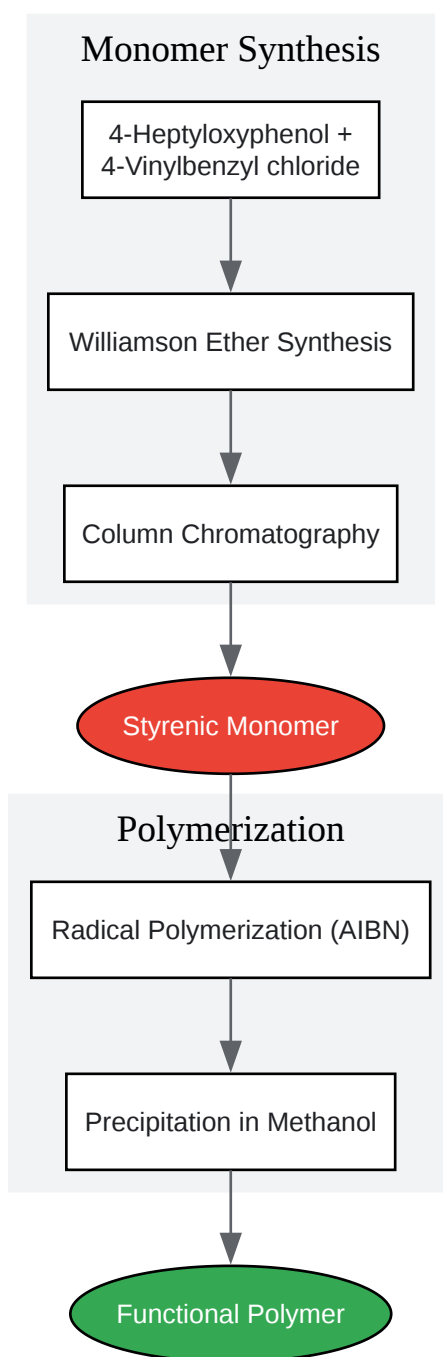 Monomer Synthesis
4-Heptyloxyphenol +
4-Vinylbenzyl chloride
Williamson Ether Synthesis
Column Chromatography
Styrenic Monomer
Polymerization
Radical Polymerization (AIBN)
Precipitation in Methanol
Functional Polymer